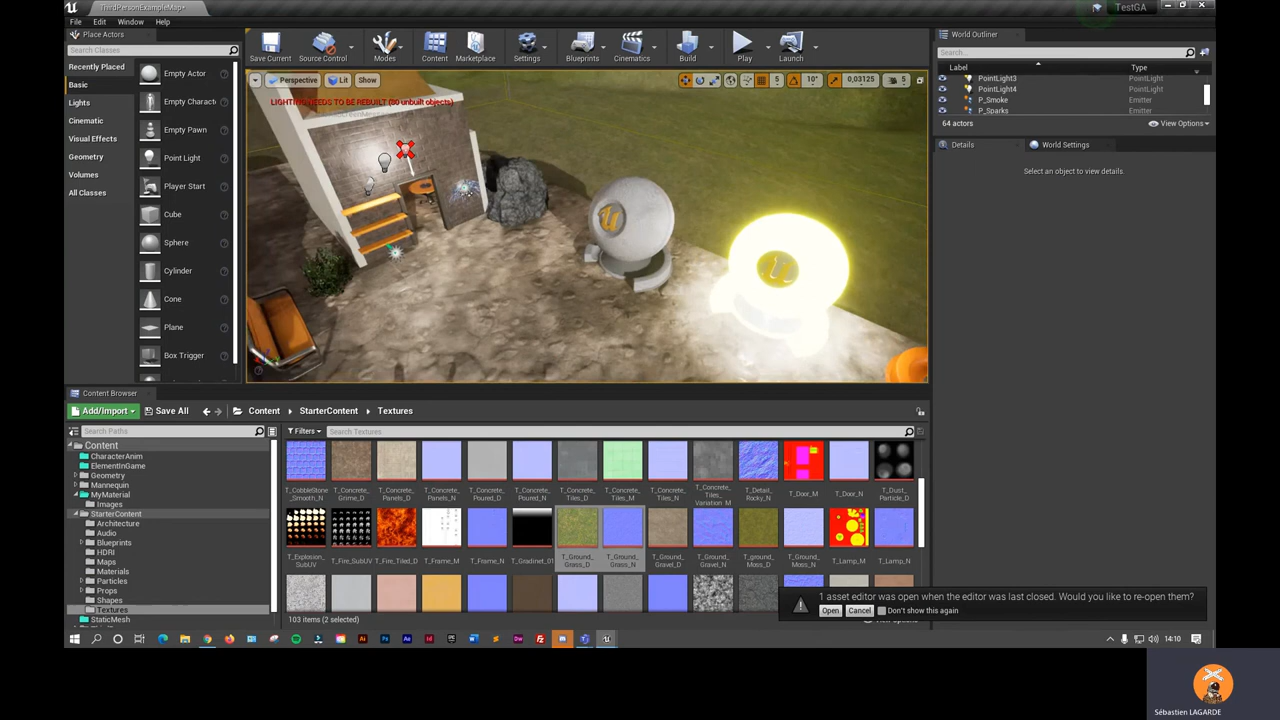 ThirdPersonExampleMap*
TestGA
File Edit Window Help
Place Actors
Search Classes
Recently Placed
Basic
Lights
Cinematic
Visual Effects
Geometry
Volumes
All Classes
Empty Actor
Empty Charact
Empty Pawn
Point Light
Player Start
Cube
Sphere
Cylinder
Cone
Plane
Box Trigger
Save Current
Source Control
Modes
Content
Marketplace
Settings
Blueprints
Cinematics
Build
Play
Launch
Perspective
Lit
Show
5
10°
0,03125
5
LIGHTING NEEDS TO BE REBUILT (80 unbuilt objects)
World Outliner
Search...
Label Type
PointLight3 PointLight
PointLight4 PointLight
P_Smoke Emitter
P_Sparks Emitter
64 actors
View Options
Details
World Settings
Select an object to view details.
Content Browser
Add/Import
Save All
Content
StarterContent
Textures
Search Paths
Filters
Search Textures
Content
CharacterAnim
ElementInGame
Geometry
Mannequin
MyMaterial
Images
StarterContent
Architecture
Audio
Blueprints
HDRI
Maps
Materials
Particles
Props
Shapes
Textures
StaticMesh
T_CobbleStone_Smooth_N
T_Concrete_Grime_D
T_Concrete_Panels_D
T_Concrete_Panels_N
T_Concrete_Poured_D
T_Concrete_Poured_N
T_Concrete_Tiles_D
T_Concrete_Tiles_M
T_Concrete_Tiles_N
T_Concrete_Tiles_Variation_M
T_Detail_Rocky_N
T_Door_M
T_Door_N
T_Dust_Particle_D
T_Explosion_SubUV
T_Fire_SubUV
T_Fire_Tiled_D
T_Frame_M
T_Frame_N
T_Gradinet_01
T_Ground_Grass_D
T_Ground_Grass_N
T_Ground_Gravel_D
T_Ground_Gravel_N
T_ground_Moss_D
T_Ground_Moss_N
T_Lamp_M
T_Lamp_N
103 items (2 selected)
1 asset editor was open when the editor was last closed. Would you like to re-open them?
Open
Cancel
Don't show this again
14:10
Sébastien LAGARDE